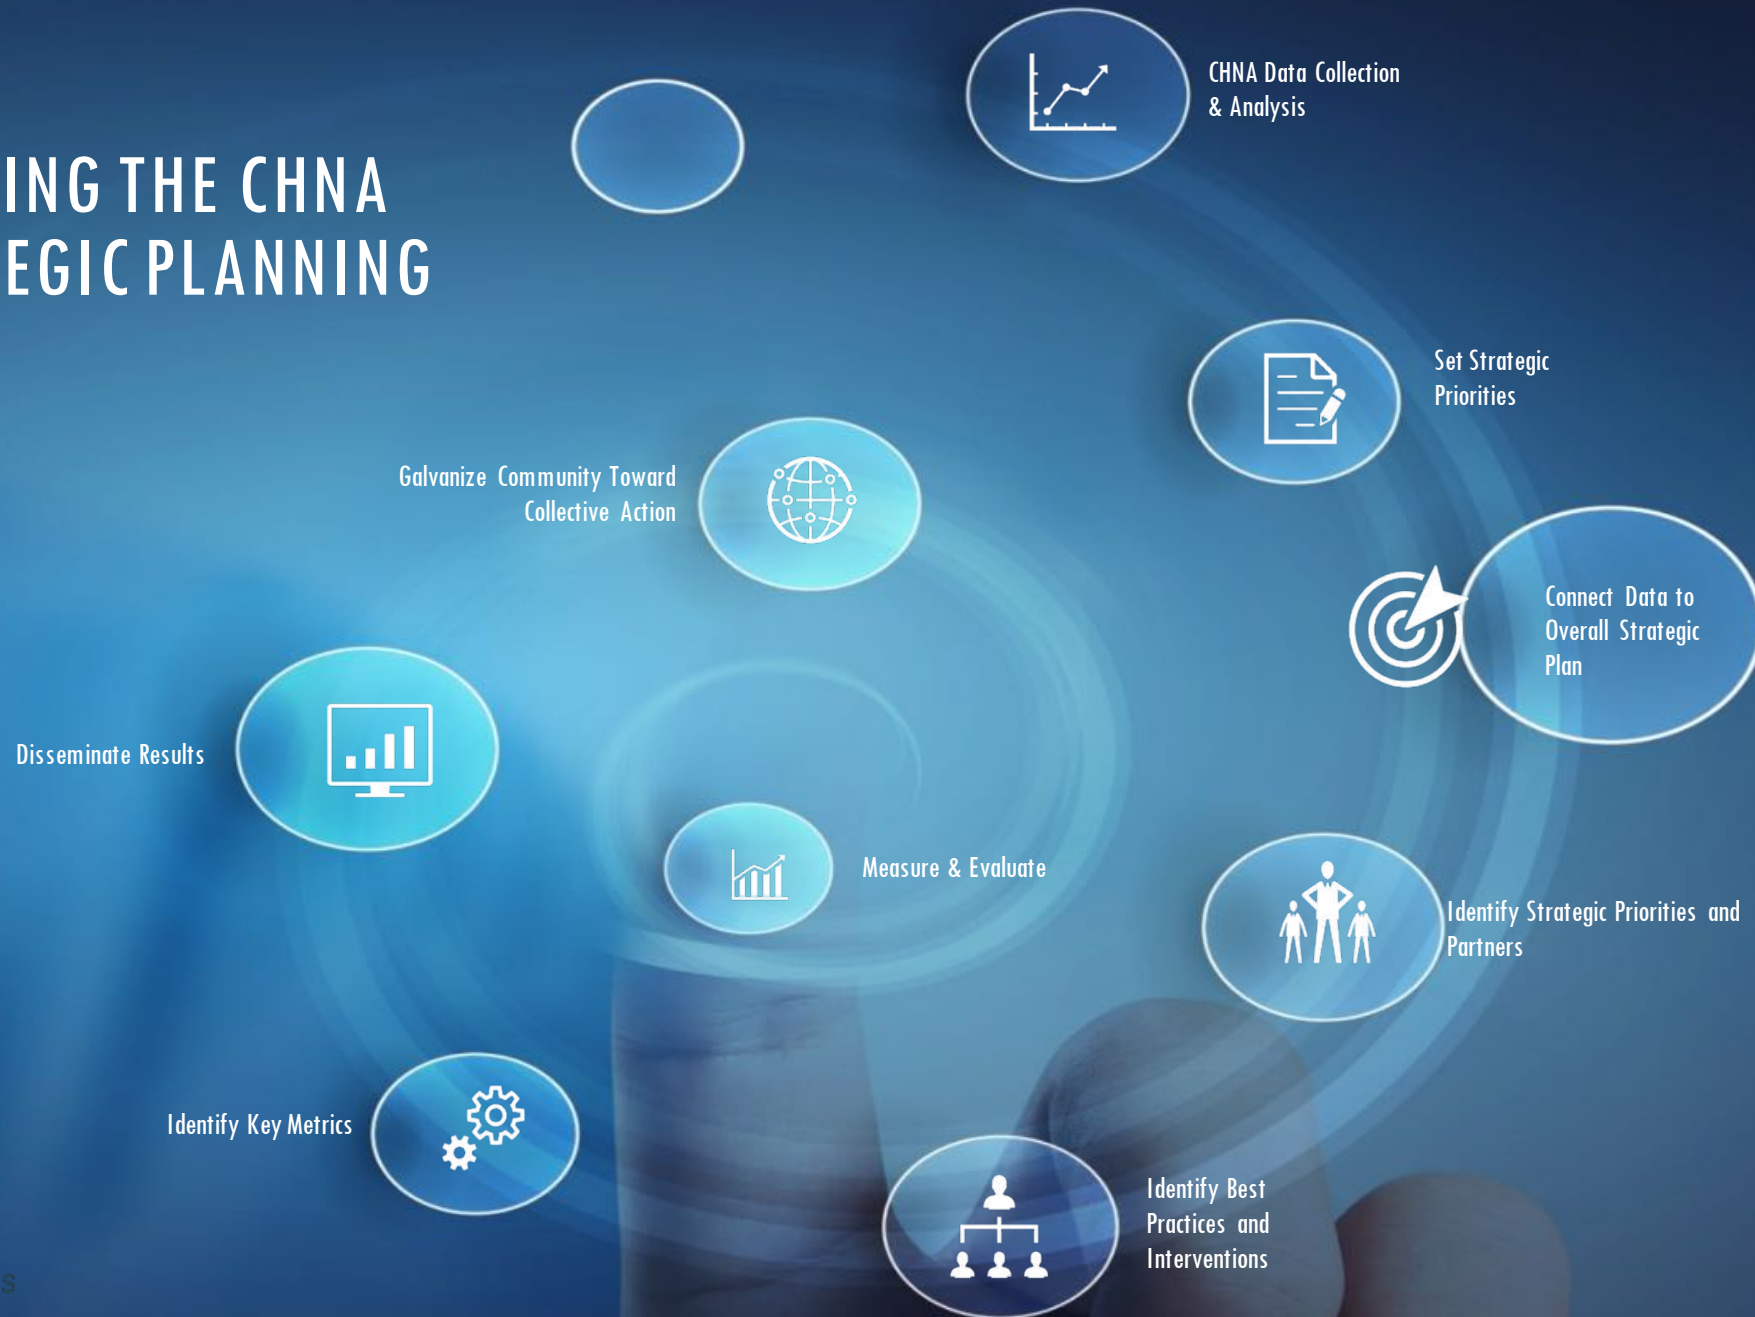 ING THE CHNA
EGIC PLANNING
CHNA Data Collection
& Analysis
Set Strategic
Priorities
Connect Data to
Overall Strategic
Plan
Identify Strategic Priorities and
Partners
Identify Best
Practices and
Interventions
Identify Key Metrics
Disseminate Results
Galvanize Community Toward
Collective Action
Measure & Evaluate
S